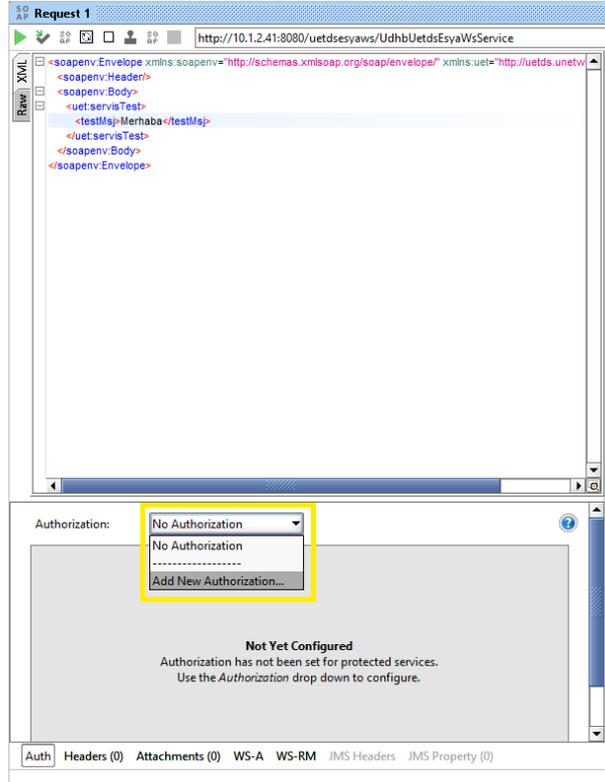 SO AP Request 1
http://10.1.2.41:8080/uetdsesyaws/UdhbUetdsEsyaWsService
XML
Raw
<soapenv:Envelope xmlns:soapenv="http://schemas.xmlsoap.org/soap/envelope/" xmlns:uet="http://uetds.unetw
<soapenv:Header/>
<soapenv:Body>
<uet:servisTest>
<testMsj>Merhaba</testMsj>
</uet:servisTest>
</soapenv:Body>
</soapenv:Envelope>
Authorization: No Authorization
No Authorization
------------------
Add New Authorization...
Not Yet Configured
Authorization has not been set for protected services.
Use the Authorization drop down to configure.
Auth Headers (0) Attachments (0) WS-A WS-RM JMS Headers JMS Property (0)